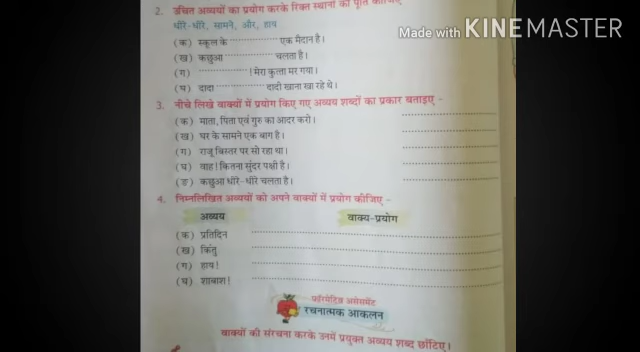 2. उचित अव्ययों का प्रयोग करके रिक्त स्थानों की पूर्ति कीजिए
Made with KINEMASTER
धीरे-धीरे, सामने, और, हाय
(क) स्कूल के .................... एक मैदान है।
(ख) कछुआ .................... चलता है।
(ग) .................... ! मेरा कुत्ता मर गया।
(घ) दादा .................... दादी खाना खा रहे थे।
3. नीचे लिखे वाक्यों में प्रयोग किए गए अव्यय शब्दों का प्रकार बताइए -
(क) माता, पिता एवं गुरु का आदर करो।
(ख) घर के सामने एक बाग है।
(ग) राजू बिस्तर पर सो रहा था।
(घ) वाह ! कितना सुंदर पक्षी है।
(ङ) कछुआ धीरे-धीरे चलता है।
4. निम्नलिखित अव्ययों को अपने वाक्यों में प्रयोग कीजिए -
अव्यय वाक्य-प्रयोग
(क) प्रतिदिन
(ख) किंतु
(ग) हाय !
(घ) शाबाश !
फॉरमेटिव असेसमेंट
रचनात्मक आकलन
वाक्यों की संरचना करके उनमें प्रयुक्त अव्यय शब्द छाँटिए।